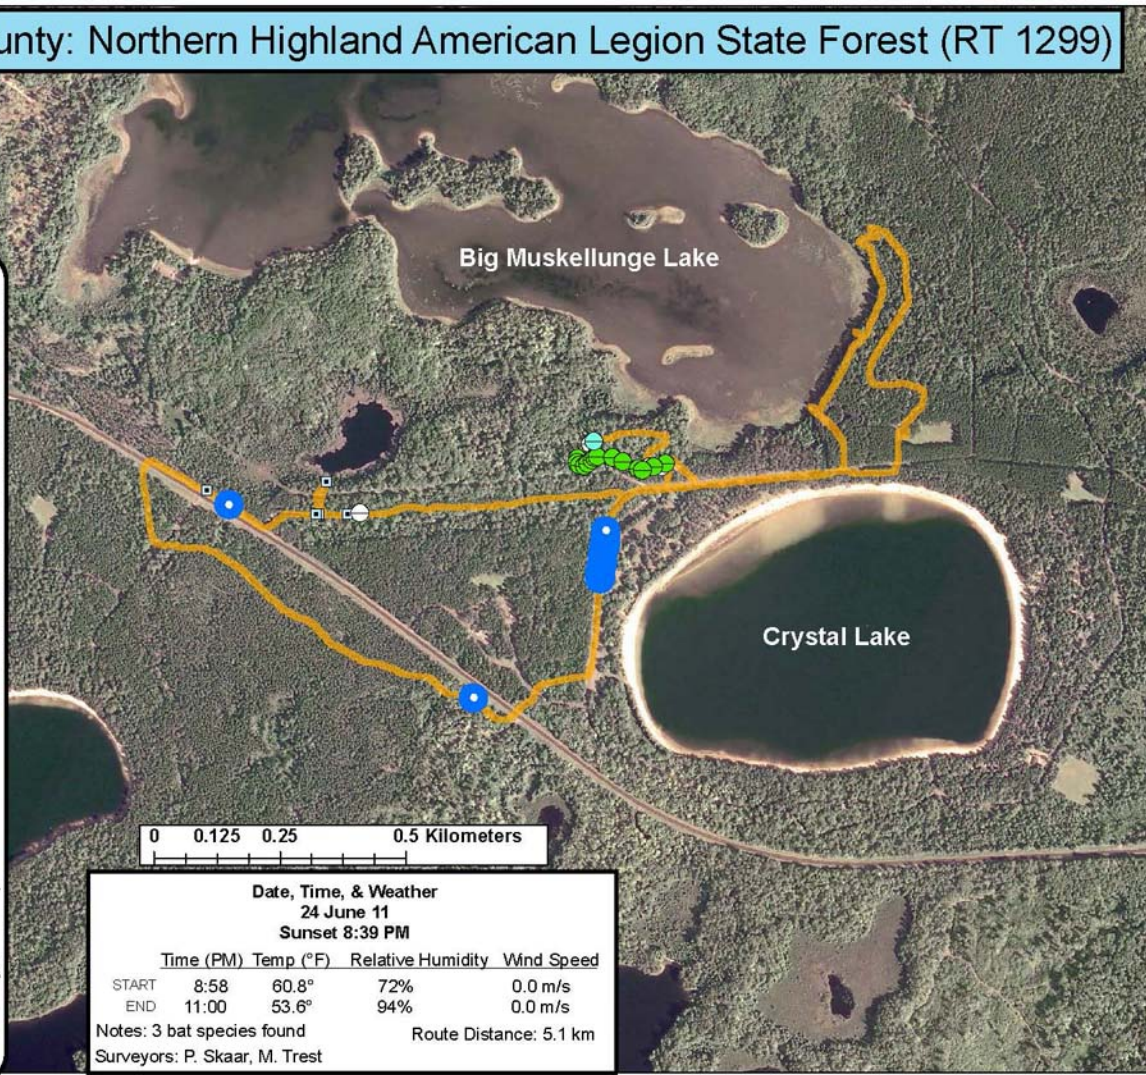 unty: Northern Highland American Legion State Forest (RT 1299)
Big Muskellunge Lake
Crystal Lake
0 0.125 0.25 0.5 Kilometers
Date, Time, & Weather
24 June 11
Sunset 8:39 PM
Time (PM) Temp (°F) Relative Humidity Wind Speed
START 8:58 60.8° 72% 0.0 m/s
END 11:00 53.6° 94% 0.0 m/s
Notes: 3 bat species found Route Distance: 5.1 km
Surveyors: P. Skaar, M. Trest